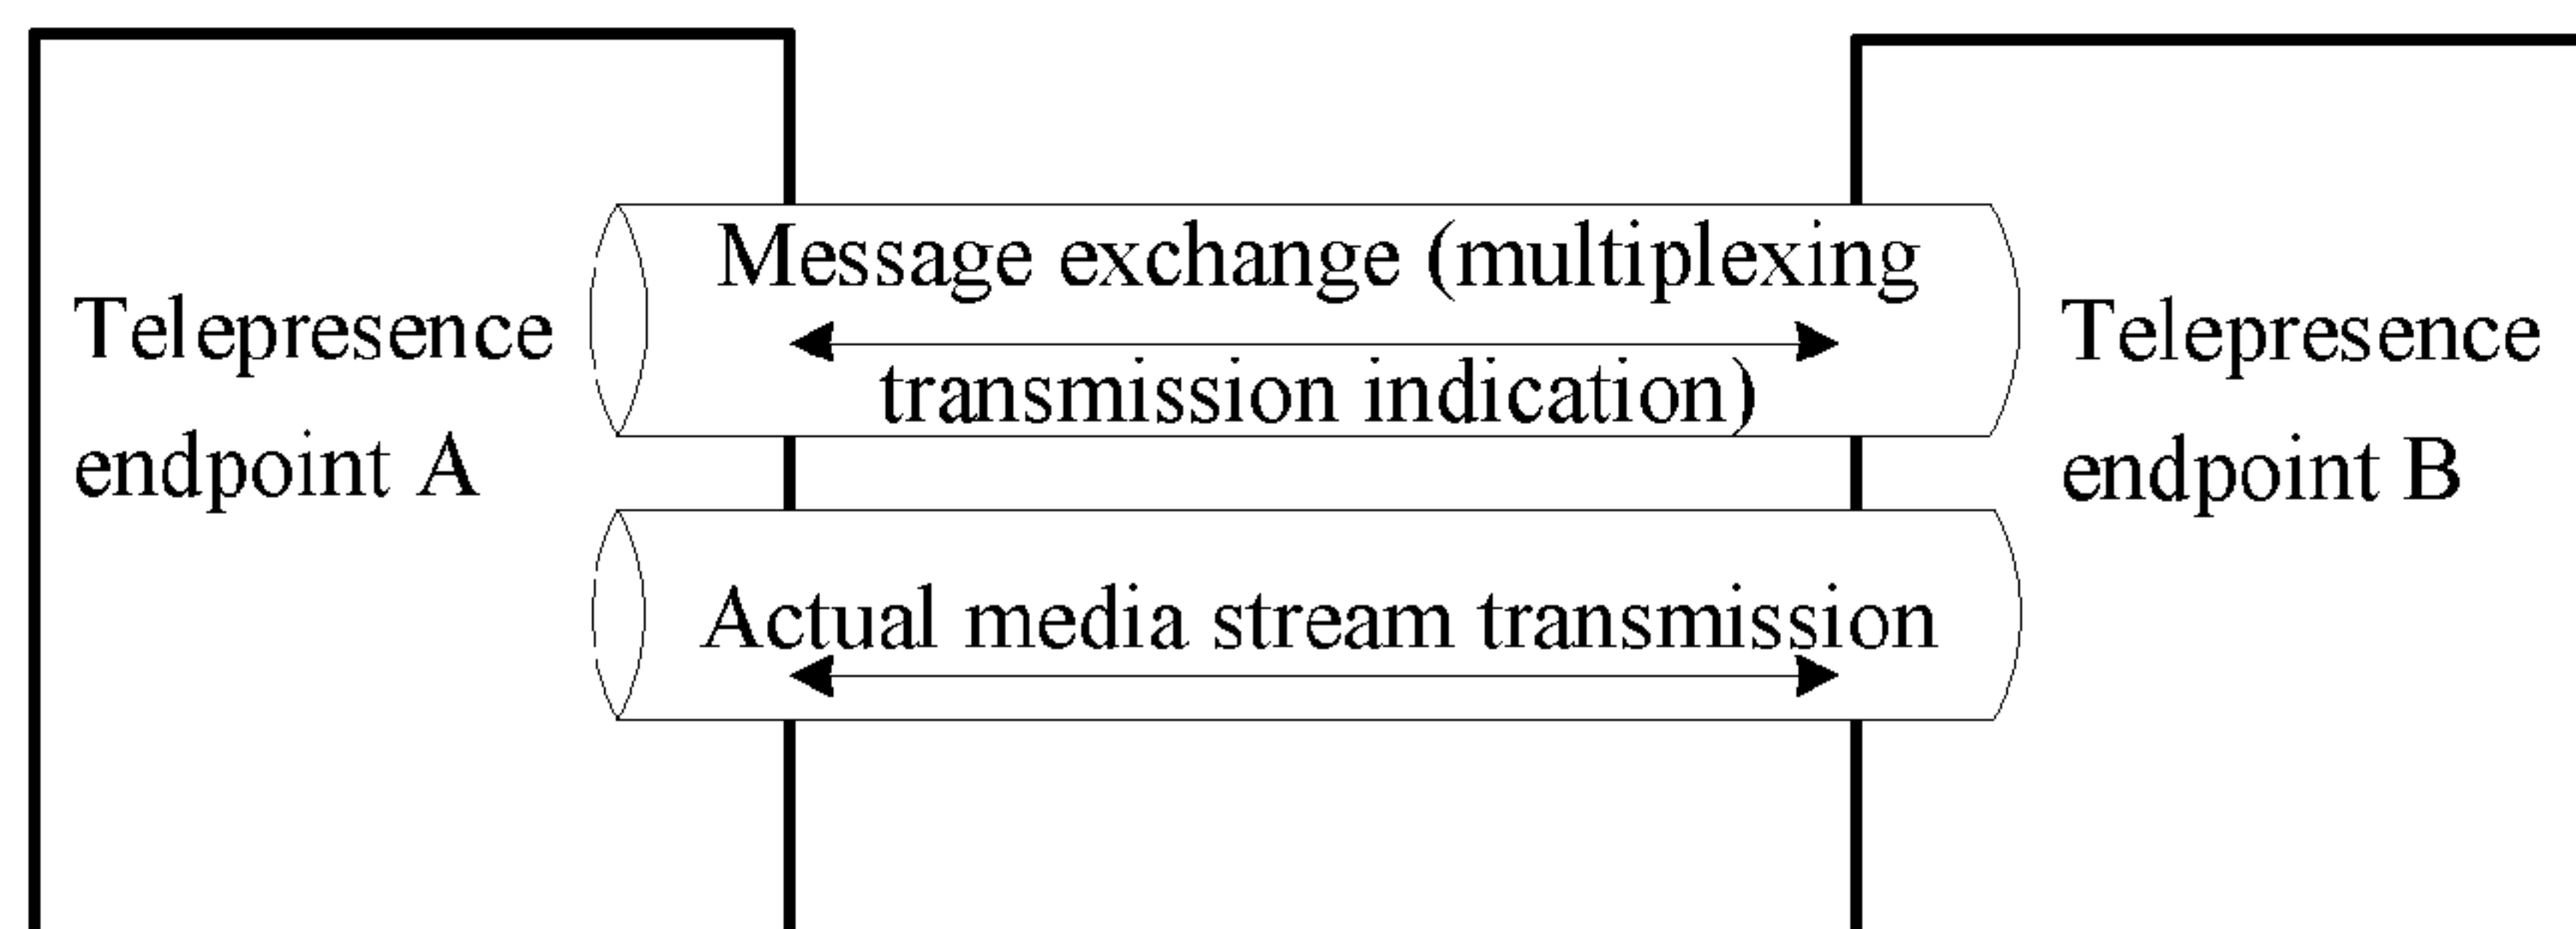 Telepresence
endpoint A
Message exchange (multiplexing
transmission indication)
Actual media stream transmission
Telepresence
endpoint B